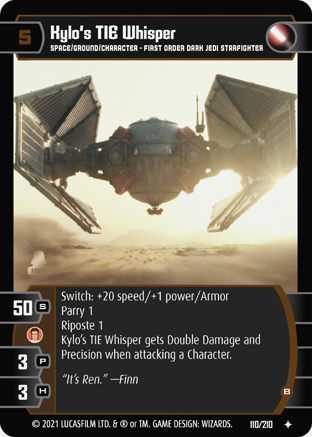 5
Kylo's TIE Whisper
SPACE/GROUND/CHARACTER - FIRST ORDER DARK JEDI STARFIGHTER
50 S
3 P
3 H
Switch: +20 speed/+1 power/Armor
Parry 1
Riposte 1
Kylo's TIE Whisper gets Double Damage and
Precision when attacking a Character.
"It's Ren." —Finn
B
© 2021 LUCASFILM LTD. & ® or TM. GAME DESIGN: WIZARDS.
110/210